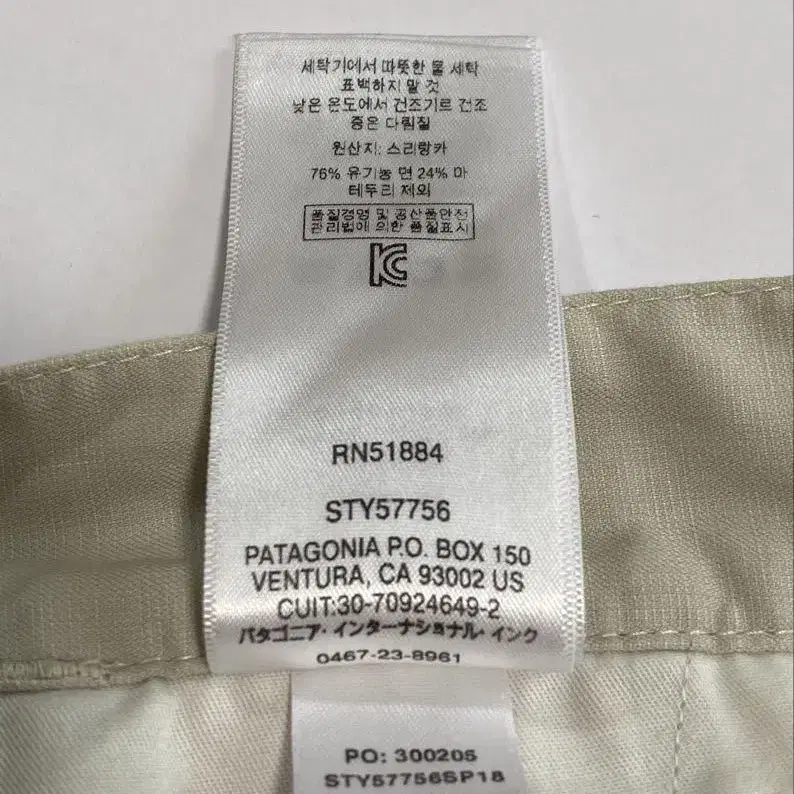 세탁기에서 따뜻한 물 세탁
표백하지 말 것
낮은 온도에서 건조기르 건조
중온 다림질
원산지: 스리랑카
76% 유기농 면 24% 마
테두리 제외
품질경영 및 공산품안전
관리법에 의한 품질표시
KC
RN51884
STY57756
PATAGONIA P.O. BOX 150
VENTURA, CA 93002 US
CUIT:30-70924649-2
パタゴニア・インターナショナル・インク
0467-23-8961
PO: 300205
STY57756SP18